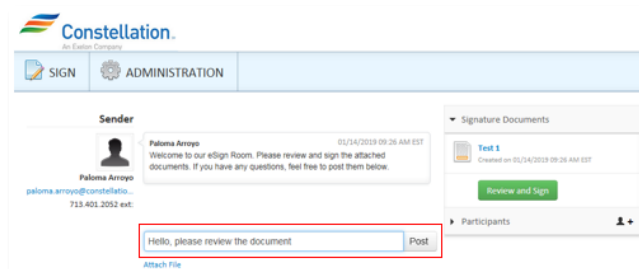 Constellation.
An Exelon Company
SIGN
ADMINISTRATION
Sender
Paloma Arroyo
paloma.arroyo@constellatio...
713.401.2052 ext:
Paloma Arroyo 01/14/2019 09:26 AM EST
Welcome to our eSign Room. Please review and sign the attached
documents. If you have any questions, feel free to post them below.
Hello, please review the document
Post
Attach File
Signature Documents
Test 1
Created on 01/14/2019 09:26 AM EST
Review and Sign
Participants